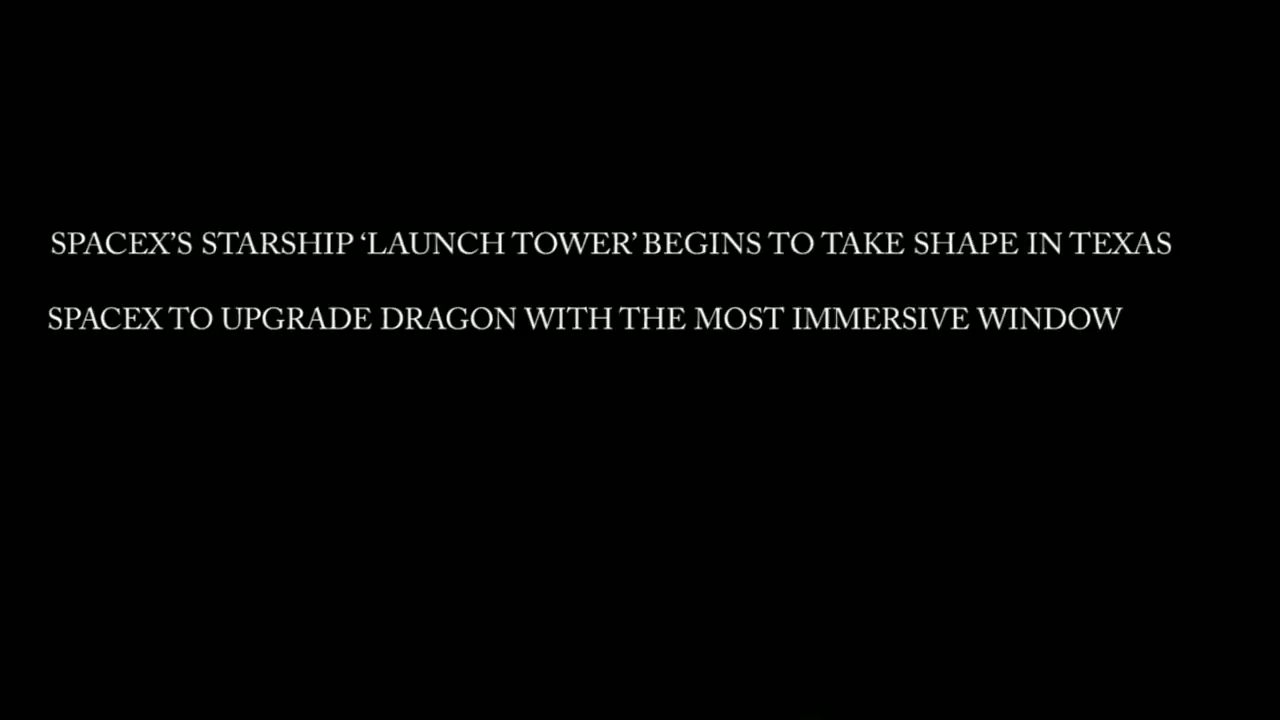 SPACEX’S STARSHIP ‘LAUNCH TOWER’ BEGINS TO TAKE SHAPE IN TEXAS
SPACEX TO UPGRADE DRAGON WITH THE MOST IMMERSIVE WINDOW